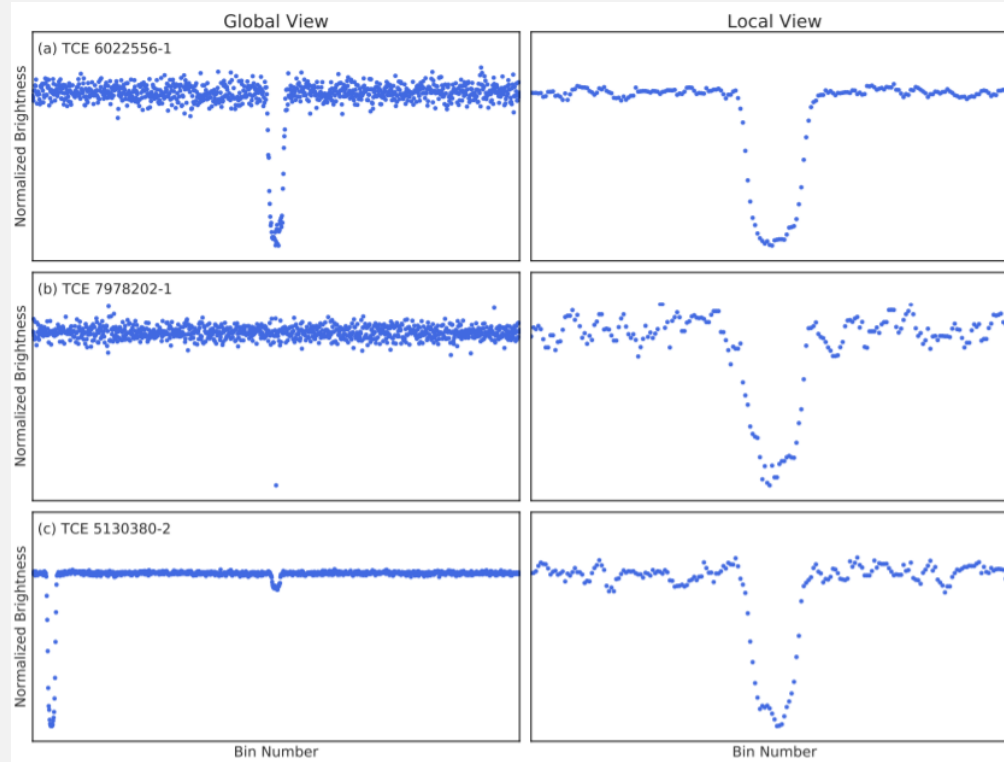 Global View
Local View
(a) TCE 6022556-1
Normalized Brightness
(b) TCE 7978202-1
Normalized Brightness
(c) TCE 5130380-2
Normalized Brightness
Bin Number
Bin Number